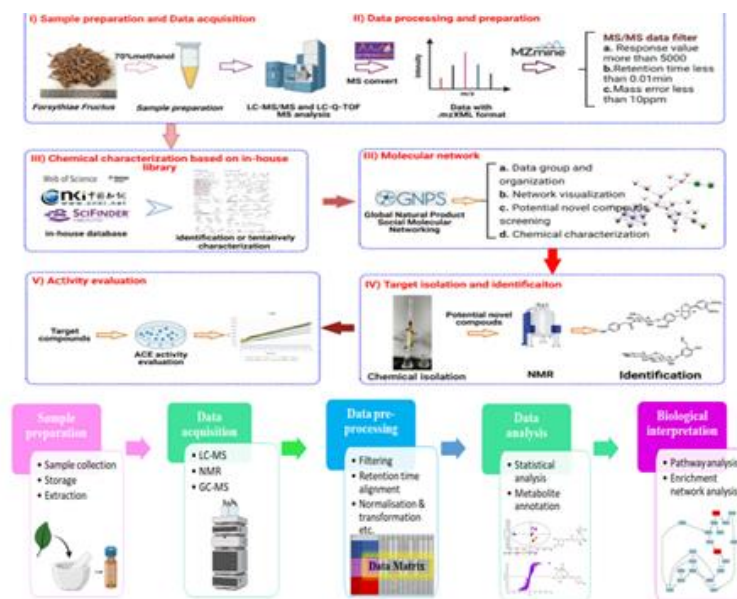 I) Sample preparation and Data acquisition
70%methanol
Forsythiae Fructus
Sample preparation
LC-MS/MS and LC-Q-TOF
MS analysis
MS convert
II) Data processing and preparation
Intensity
m/z
Data with
.mzXML format
MZmine
MS/MS data filter
a. Response value
more than 5000
b.Retention time less
than 0.01min
c.Mass error less
than 10ppm
III) Chemical characterization based on in-house
library
Web of Science
SCIFINDER
in-house database
identification or tentatively
characterization
III) Molecular network
GNPS
Global Natural Product
Social Molecular
Networking
a. Data group and
organization
b. Network visualization
c. Potential novel compouds
screening
d. Chemical characterization
V) Activity evaluation
Target
compounds
ACE activity
evaluation
IV) Target isolation and identificaiton
Chemical isolation
Potential novel
compouds
NMR
Identification
Sample
preparation
• Sample collection
• Storage
• Extraction
Data
acquisition
• LC-MS
• NMR
• GC-MS
Data pre-
processing
• Filtering
• Retention time
alignment
• Normalisation &
transformation
etc.
Data Matrix
Data
analysis
• Statistical
analysis
• Metabolite
annotation
Biological
interpretation
• Pathway analysis
• Enrichment
network analysis